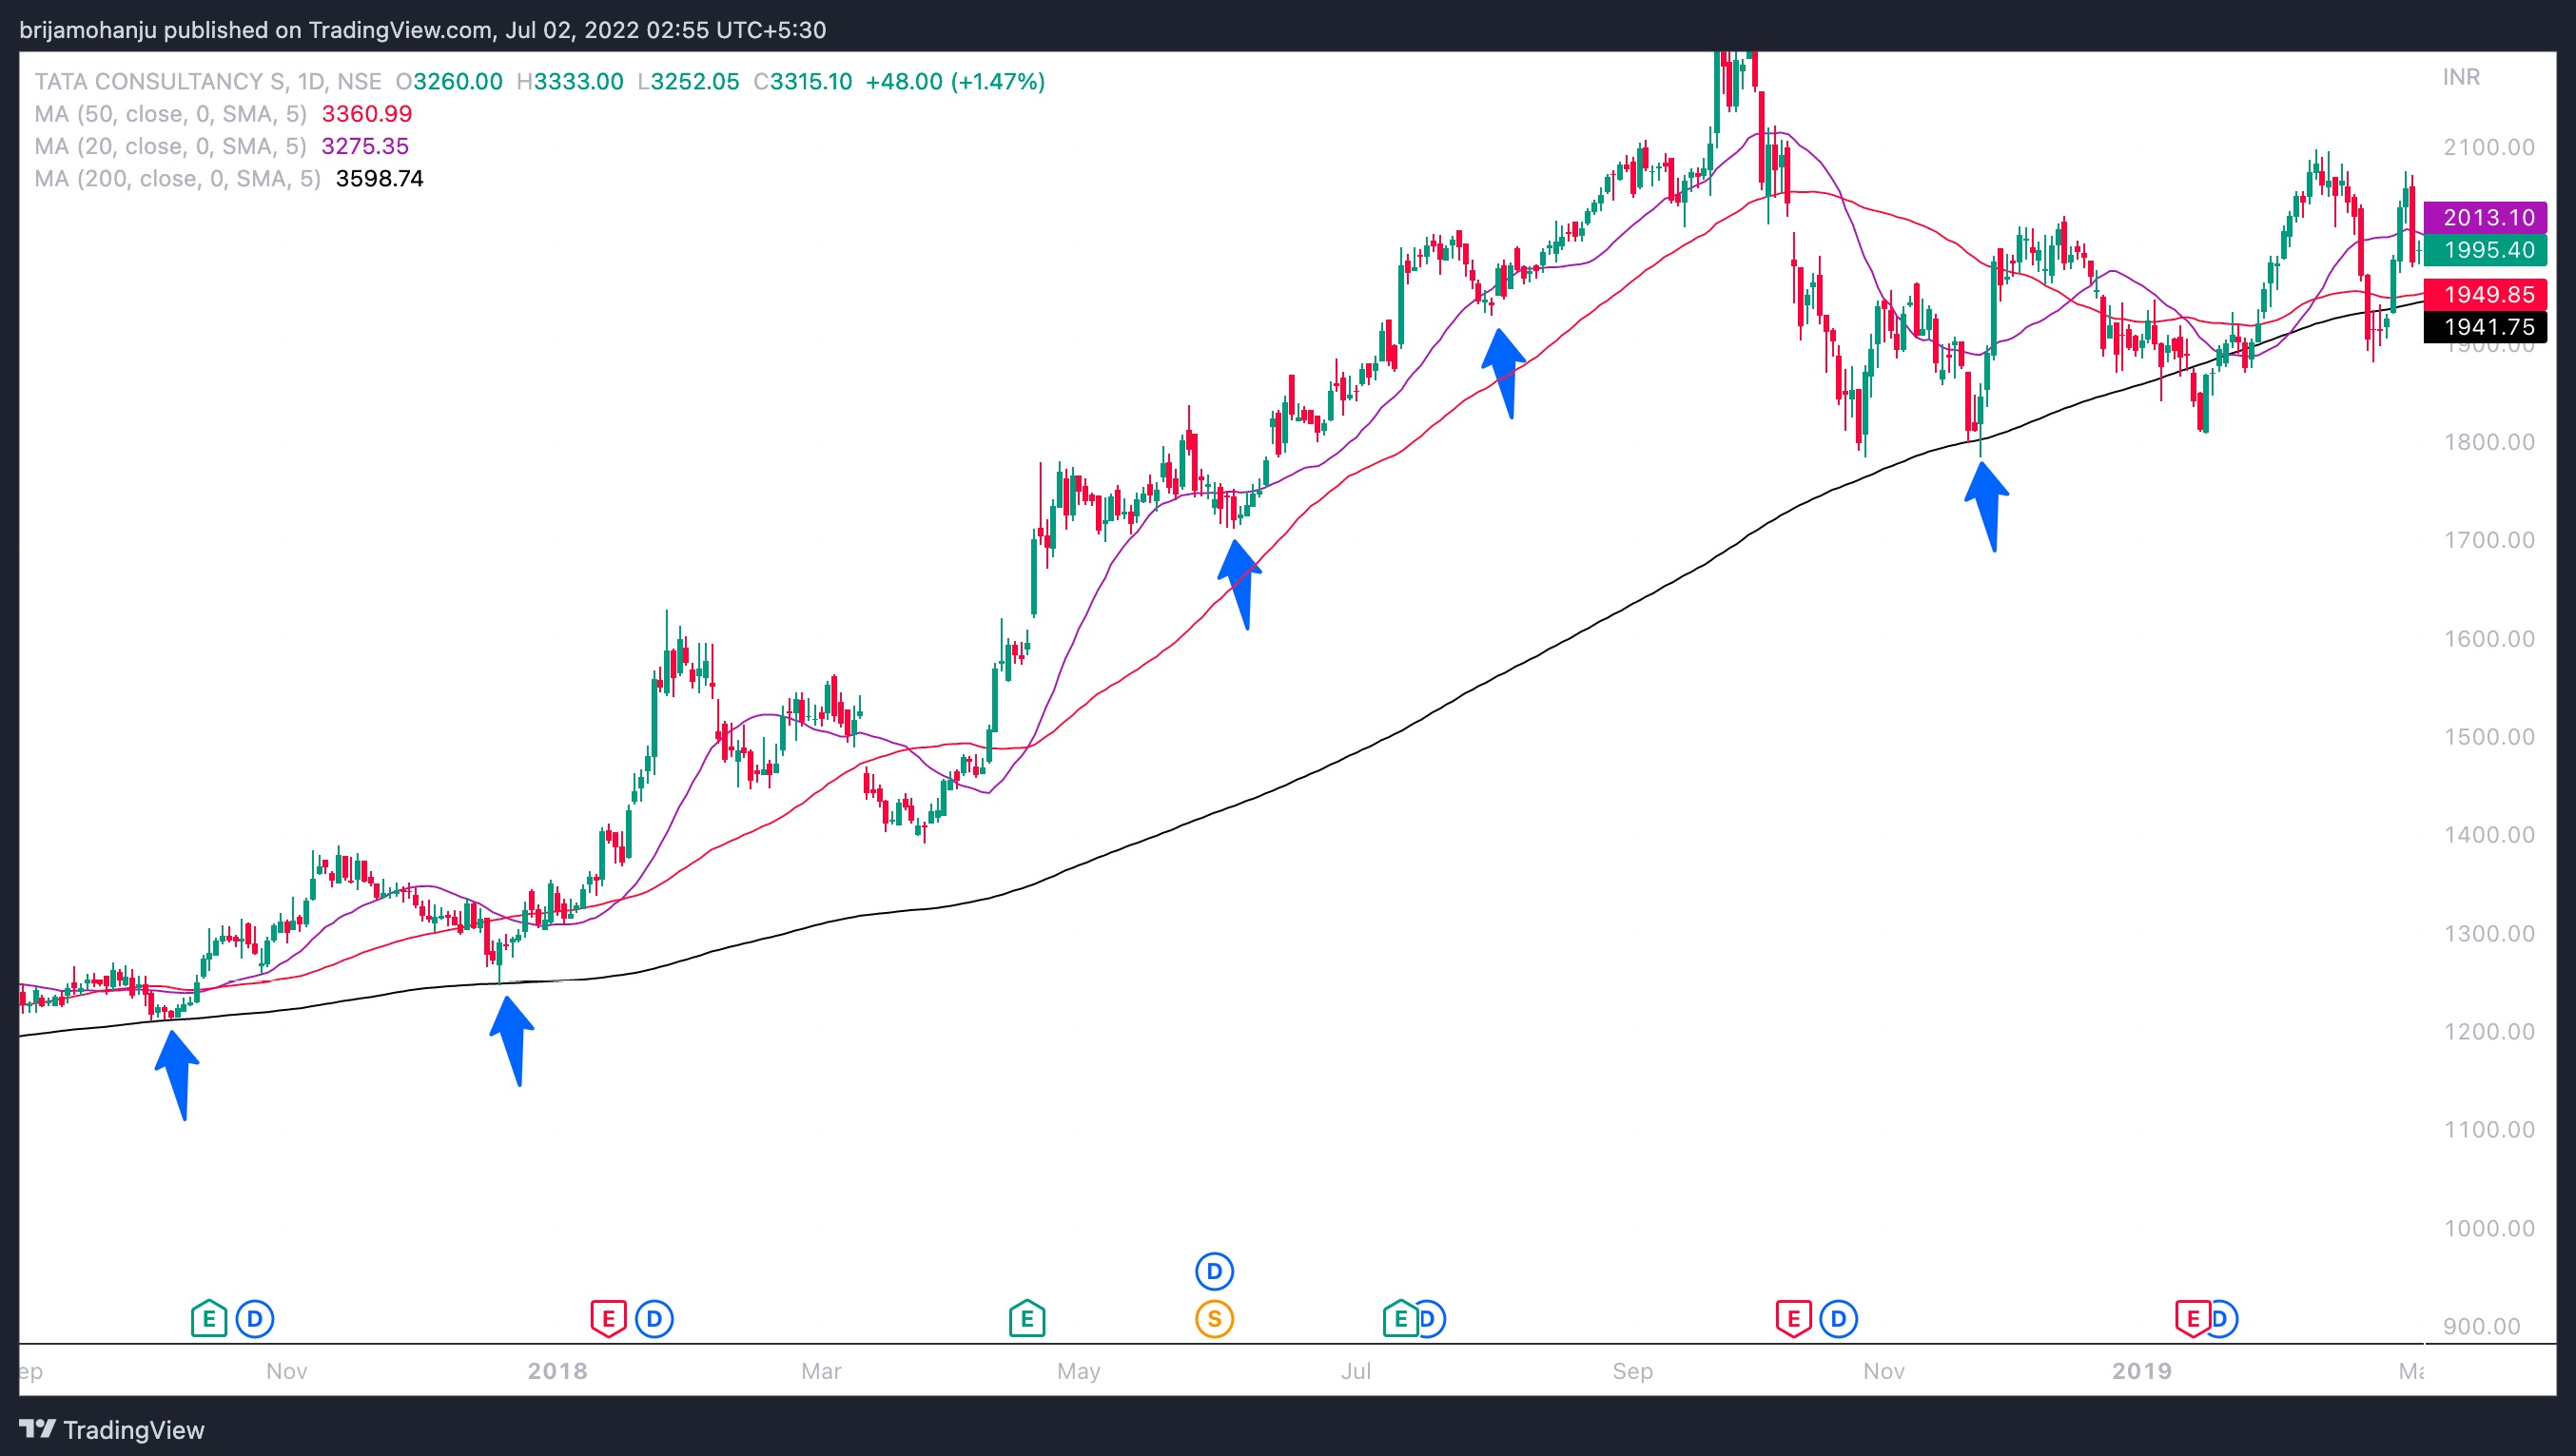 brijamohanju published on TradingView.com, Jul 02, 2022 02:55 UTC+5:30
TATA CONSULTANCY S, 1D, NSE O3260.00 H3333.00 L3252.05 C3315.10 +48.00 (+1.47%)
MA (50, close, 0, SMA, 5) 3360.99
MA (20, close, 0, SMA, 5) 3275.35
MA (200, close, 0, SMA, 5) 3598.74
INR
2100.00
2013.10
1995.40
1949.85
1941.75
1900.00
1800.00
1700.00
1600.00
1500.00
1400.00
1300.00
1200.00
1100.00
1000.00
900.00
D
E D E D E S E D E D E D
ep Nov 2018 Mar May Jul Sep Nov 2019 Ma
TradingView